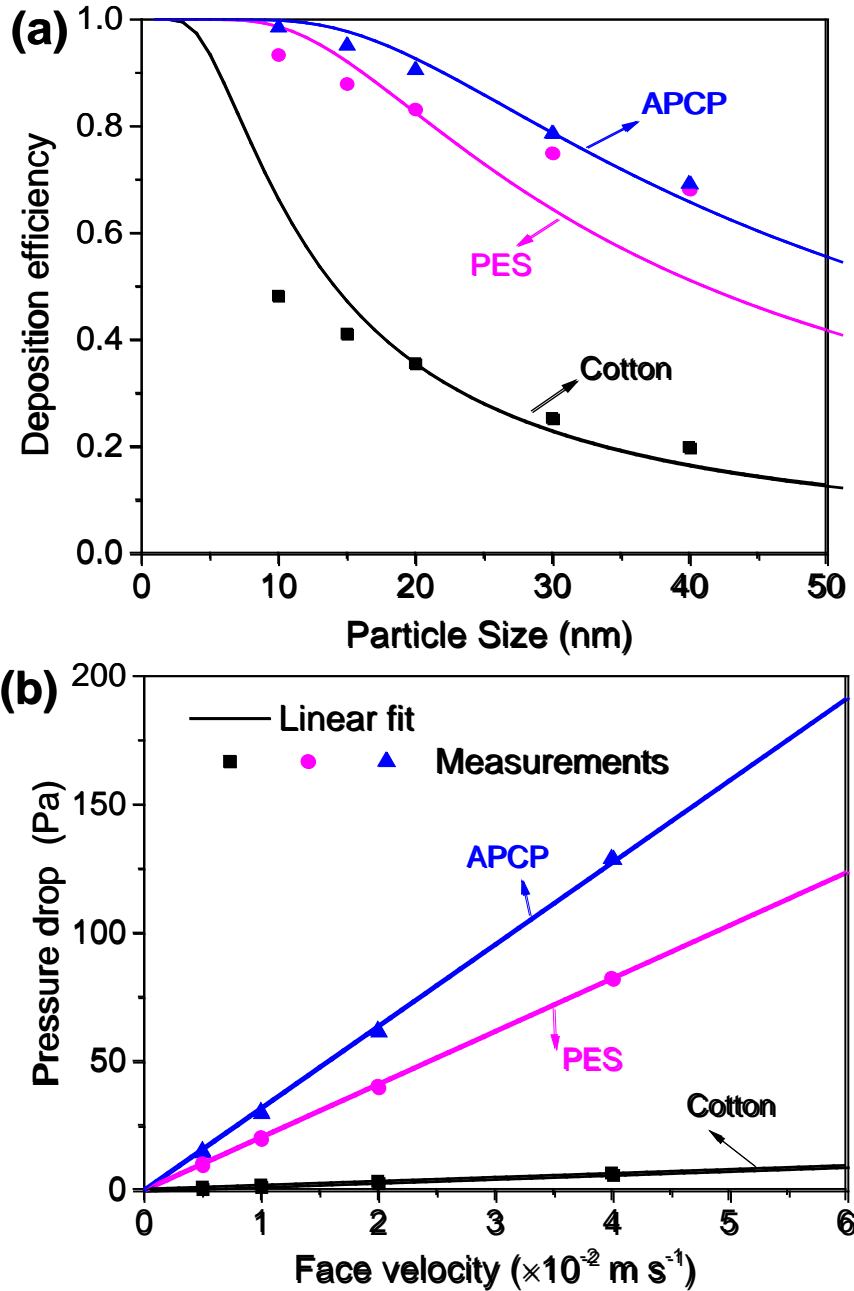 (a)
1.0
0.8
0.6
0.4
0.2
0.0
Deposition efficiency
APCP
PES
Cotton
0 10 20 30 40 50
Particle Size (nm)
(b)
200
150
100
50
0
Pressure drop (Pa)
Linear fit
Measurements
APCP
PES
Cotton
0 1 2 3 4 5 6
Face velocity (×10⁻² m s⁻¹)